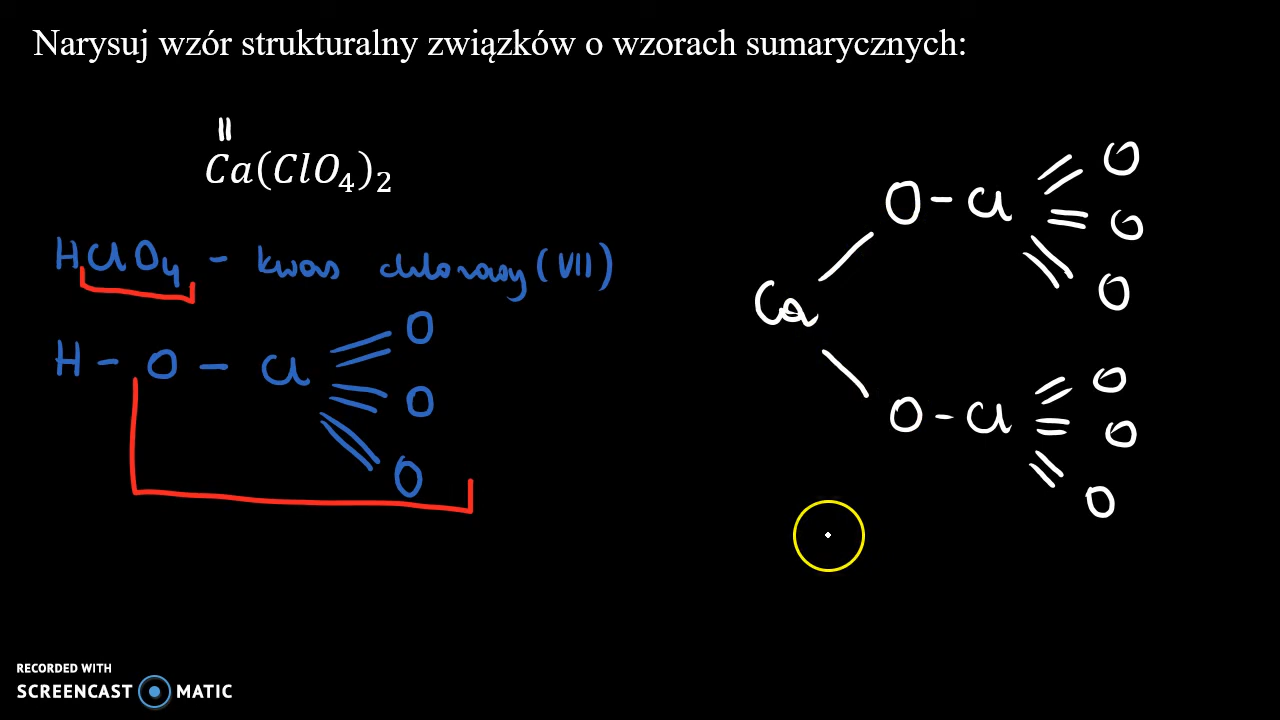 Narysuj wzór strukturalny związków o wzorach sumarycznych:
II
Ca(ClO₄)₂
HClO₄ - kwas chlorowy (VII)
H - O - Cl
O
O
O
Ca
O - Cl
O
O
O
O - Cl
O
O
O
RECORDED WITH
SCREENCAST MATIC